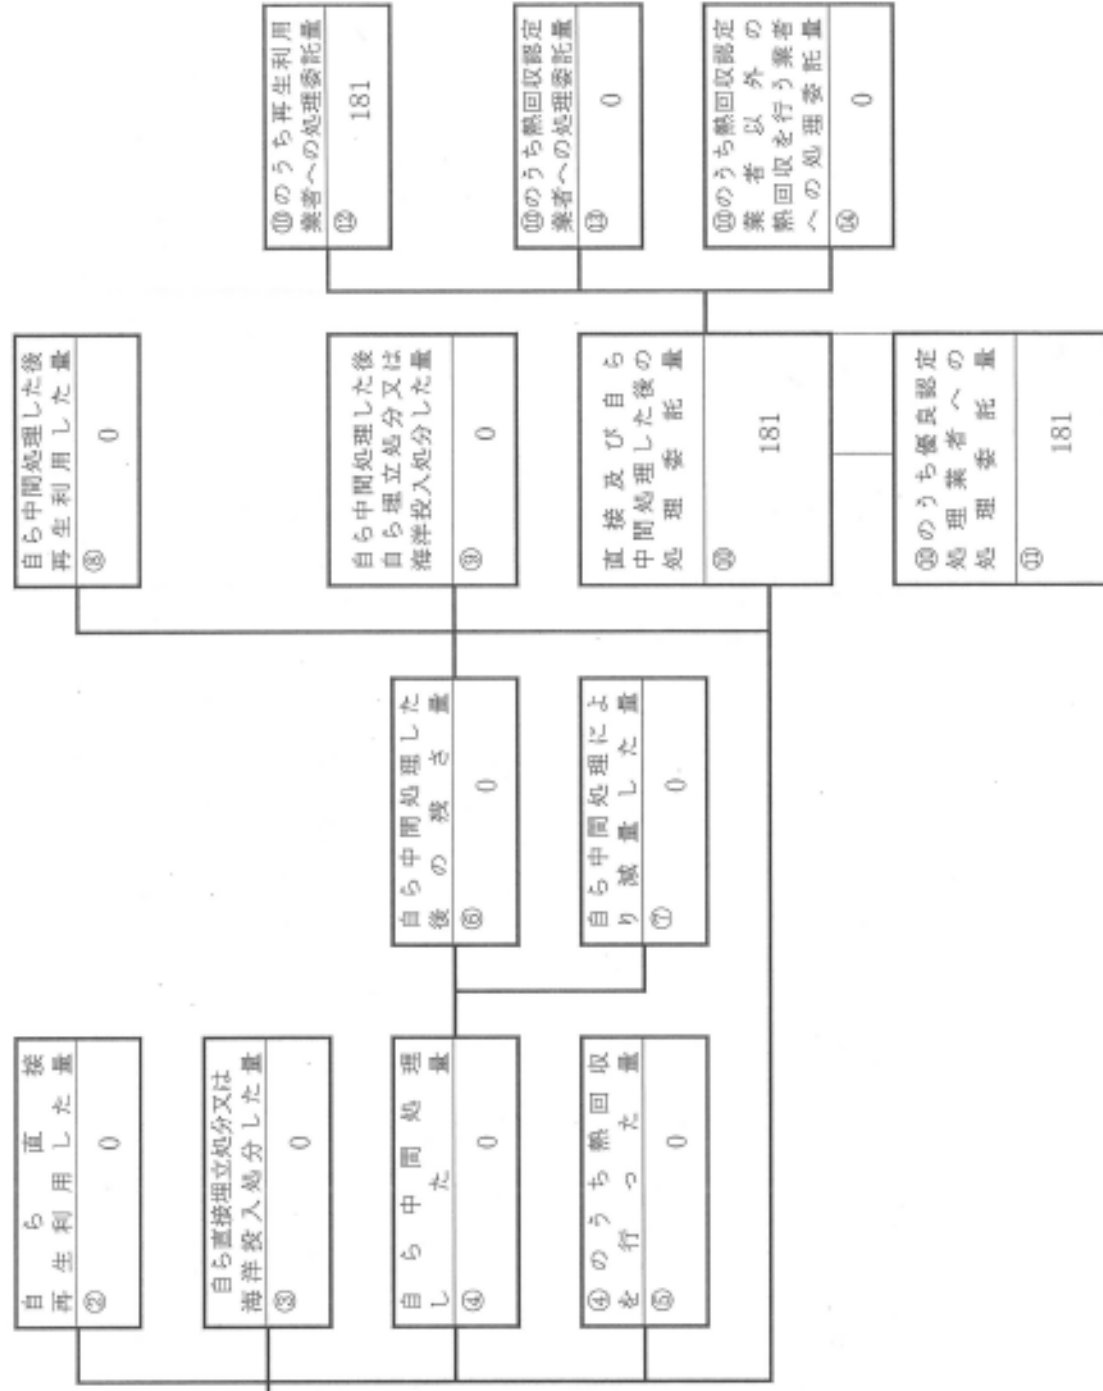 自ら直接
再生利用した量
② 0
自ら直接埋立処分又は
海洋投入処分した量
③ 0
自ら中間処理
した量
④ 0
④のうち熱回収
を行った量
⑤ 0
自ら中間処理した
後の残さ量
⑥ 0
自ら中間処理によ
り減量した量
⑦ 0
自ら中間処理した後
再生利用した量
⑧ 0
自ら中間処理した後
自ら埋立処分又は
海洋投入処分した量
⑨ 0
直接及び自ら
中間処理した後の
処理委託量
⑩
181
⑩のうち優良認定
処理業者への
処理委託量
⑪
181
⑩のうち再生利用
業者への処理委託量
⑫ 181
⑩のうち熱回収認定
業者への処理委託量
⑬ 0
⑩のうち熱回収認定
業者以外の
熱回収を行う業者
への処理委託量
⑭ 0